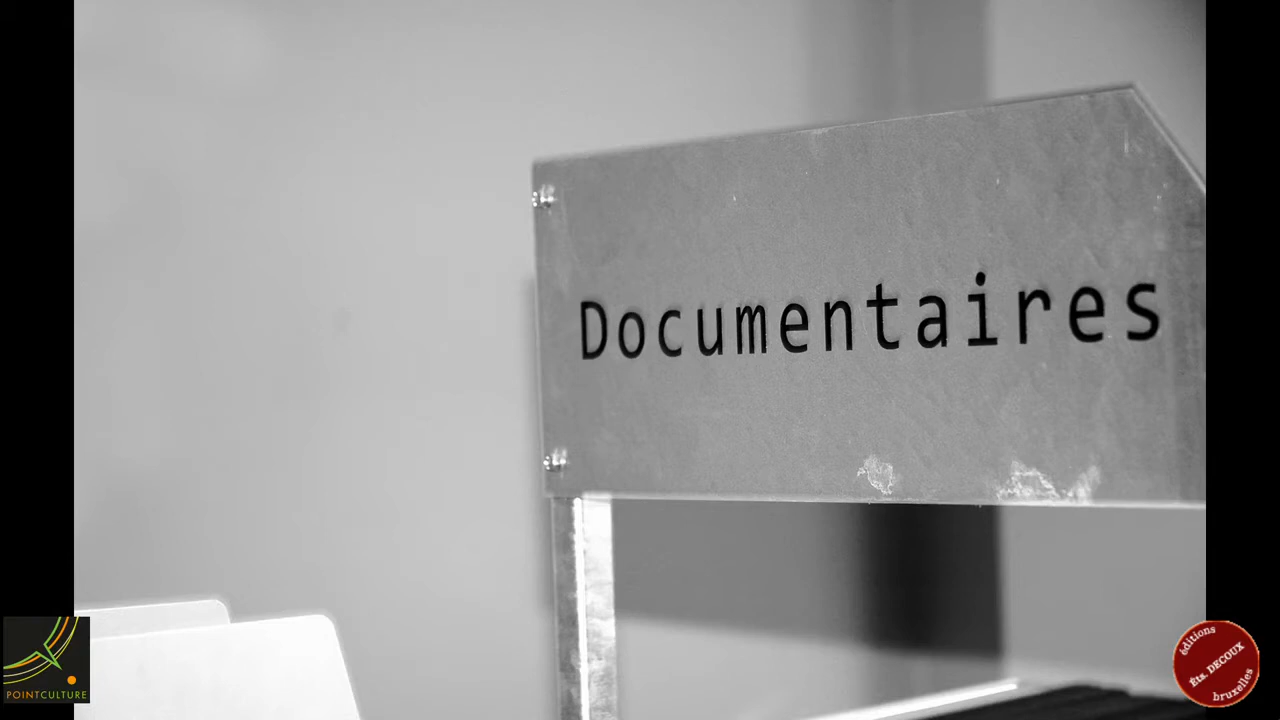 Documentaires
POINTCULTURE
éditions
Éts. DECOUX
bruxelles